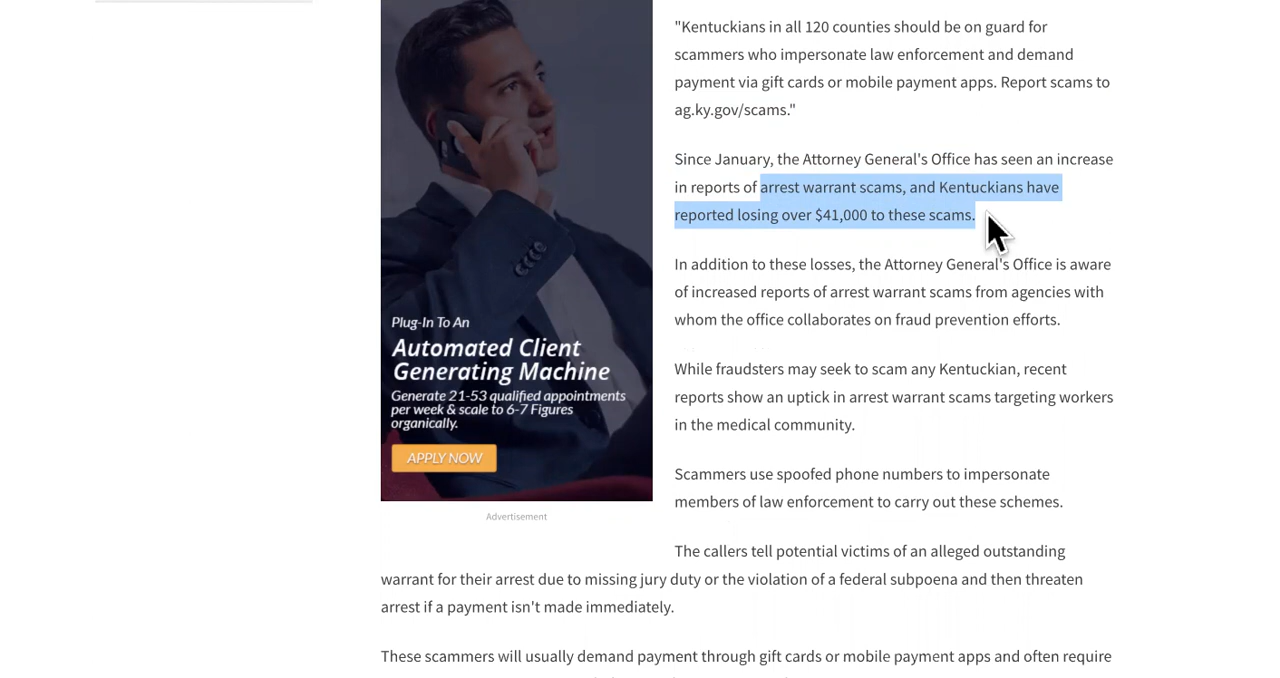 "Kentuckians in all 120 counties should be on guard for
scammers who impersonate law enforcement and demand
payment via gift cards or mobile payment apps. Report scams to
ag.ky.gov/scams."
Since January, the Attorney General's Office has seen an increase
in reports of arrest warrant scams, and Kentuckians have
reported losing over $41,000 to these scams.
In addition to these losses, the Attorney General's Office is aware
of increased reports of arrest warrant scams from agencies with
whom the office collaborates on fraud prevention efforts.
While fraudsters may seek to scam any Kentuckian, recent
reports show an uptick in arrest warrant scams targeting workers
in the medical community.
Scammers use spoofed phone numbers to impersonate
members of law enforcement to carry out these schemes.
Plug-In To An
Automated Client
Generating Machine
Generate 21-53 qualified appointments
per week & scale to 6-7 Figures
organically.
APPLY NOW
Advertisement
The callers tell potential victims of an alleged outstanding
warrant for their arrest due to missing jury duty or the violation of a federal subpoena and then threaten
arrest if a payment isn't made immediately.
These scammers will usually demand payment through gift cards or mobile payment apps and often require